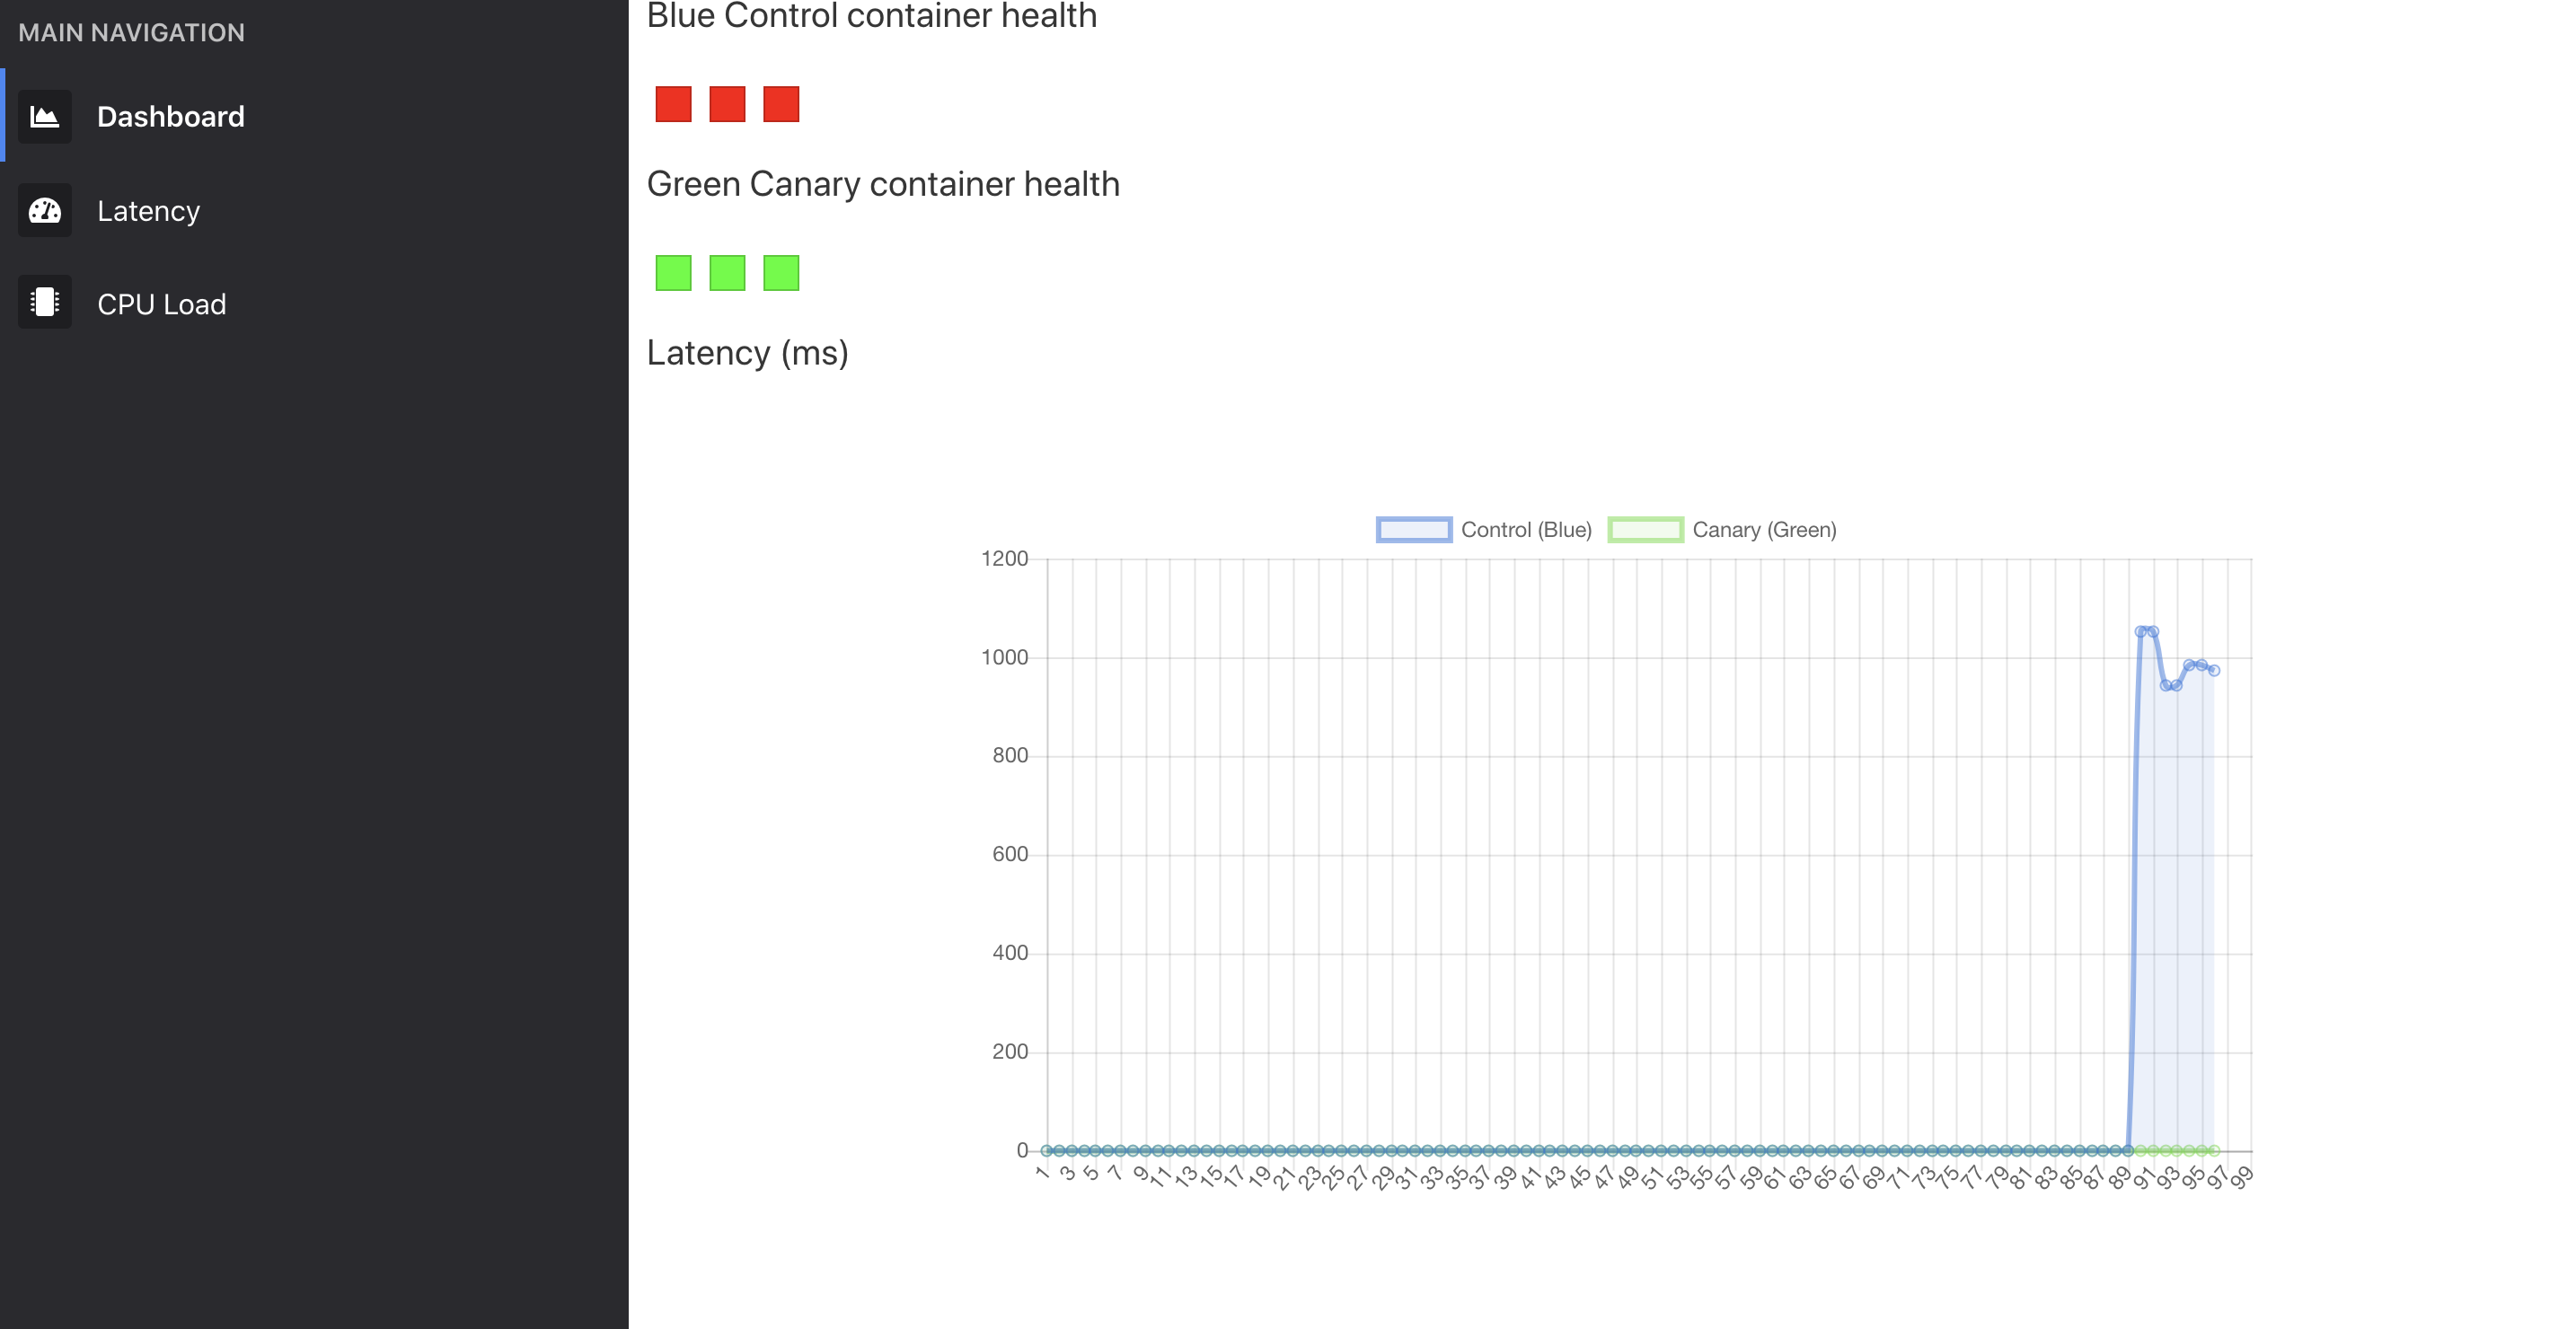 MAIN NAVIGATION
Dashboard
Latency
CPU Load
Blue Control container health
Green Canary container health
Latency (ms)
Control (Blue) Canary (Green)
1200
1000
800
600
400
200
0
1 3 5 7 9 11 13 15 17 19 21 23 25 27 29 31 33 35 37 39 41 43 45 47 49 51 53 55 57 59 61 63 65 67 69 71 73 75 77 79 81 83 85 87 89 91 93 95 97 99